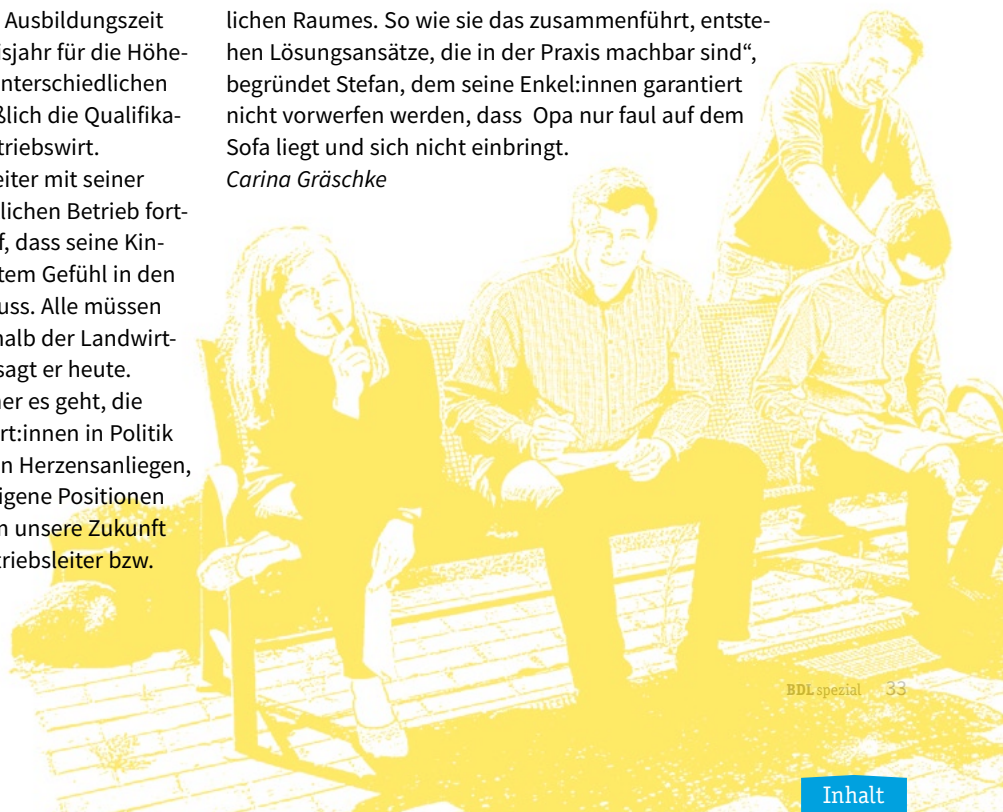 Ausbildungszeit
isjahr für die Höhe-
nterschiedlichen
ßlich die Qualifika-
triebswirt.
eiter mit seiner
lichen Betrieb fort-
f, dass seine Kin-
tem Gefühl in den
uss. Alle müssen
halb der Landwirt-
sagt er heute.
ner es geht, die
rt:innen in Politik
n Herzensanliegen,
igene Positionen
n unsere Zukunft
triebsleiter bzw.
lichen Raumes. So wie sie das zusammenführt, entste-
hen Lösungsansätze, die in der Praxis machbar sind“,
begründet Stefan, dem seine Enkel:innen garantiert
nicht vorwerfen werden, dass Opa nur faul auf dem
Sofa liegt und sich nicht einbringt.
Carina Gräschke
BDL spezial 33
Inhalt